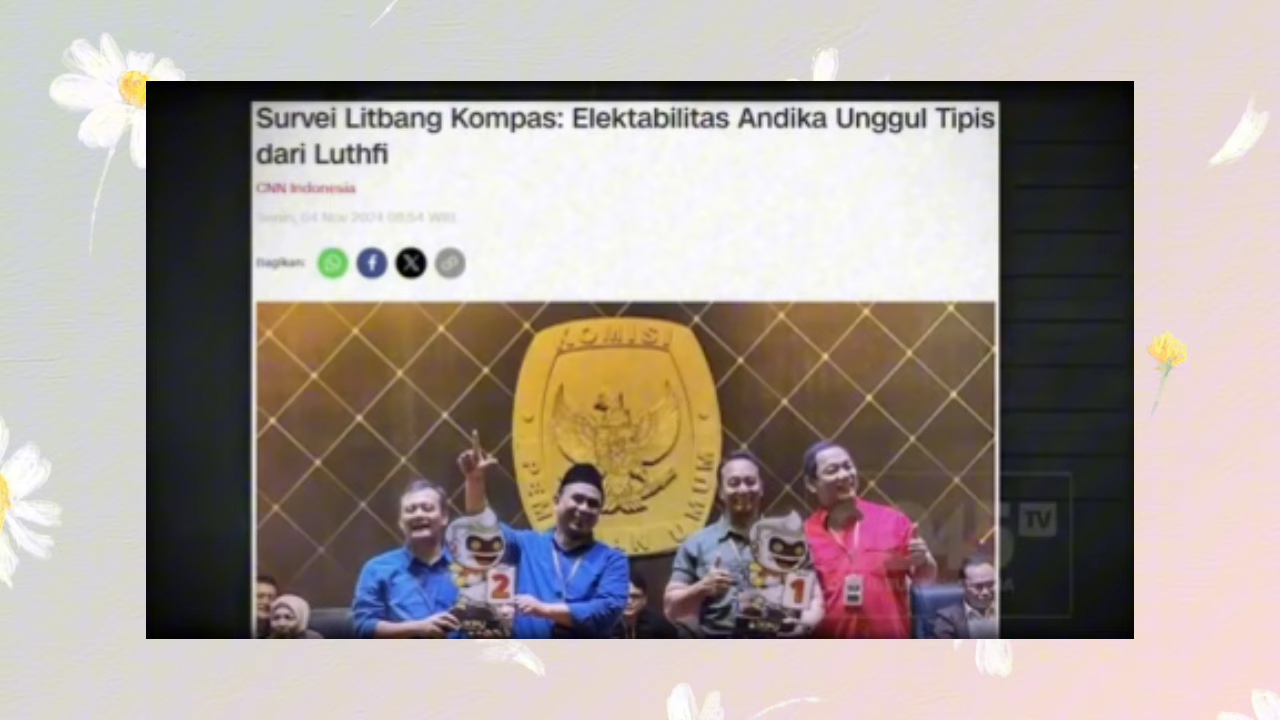 Survei Litbang Kompas: Elektabilitas Andika Unggul Tipis
dari Luthfi
CNN Indonesia
Senin, 04 Nov 2024 08:54 WIB
Bagikan:
KOMISI
PEMILIHAN UMUM
2
1
TV